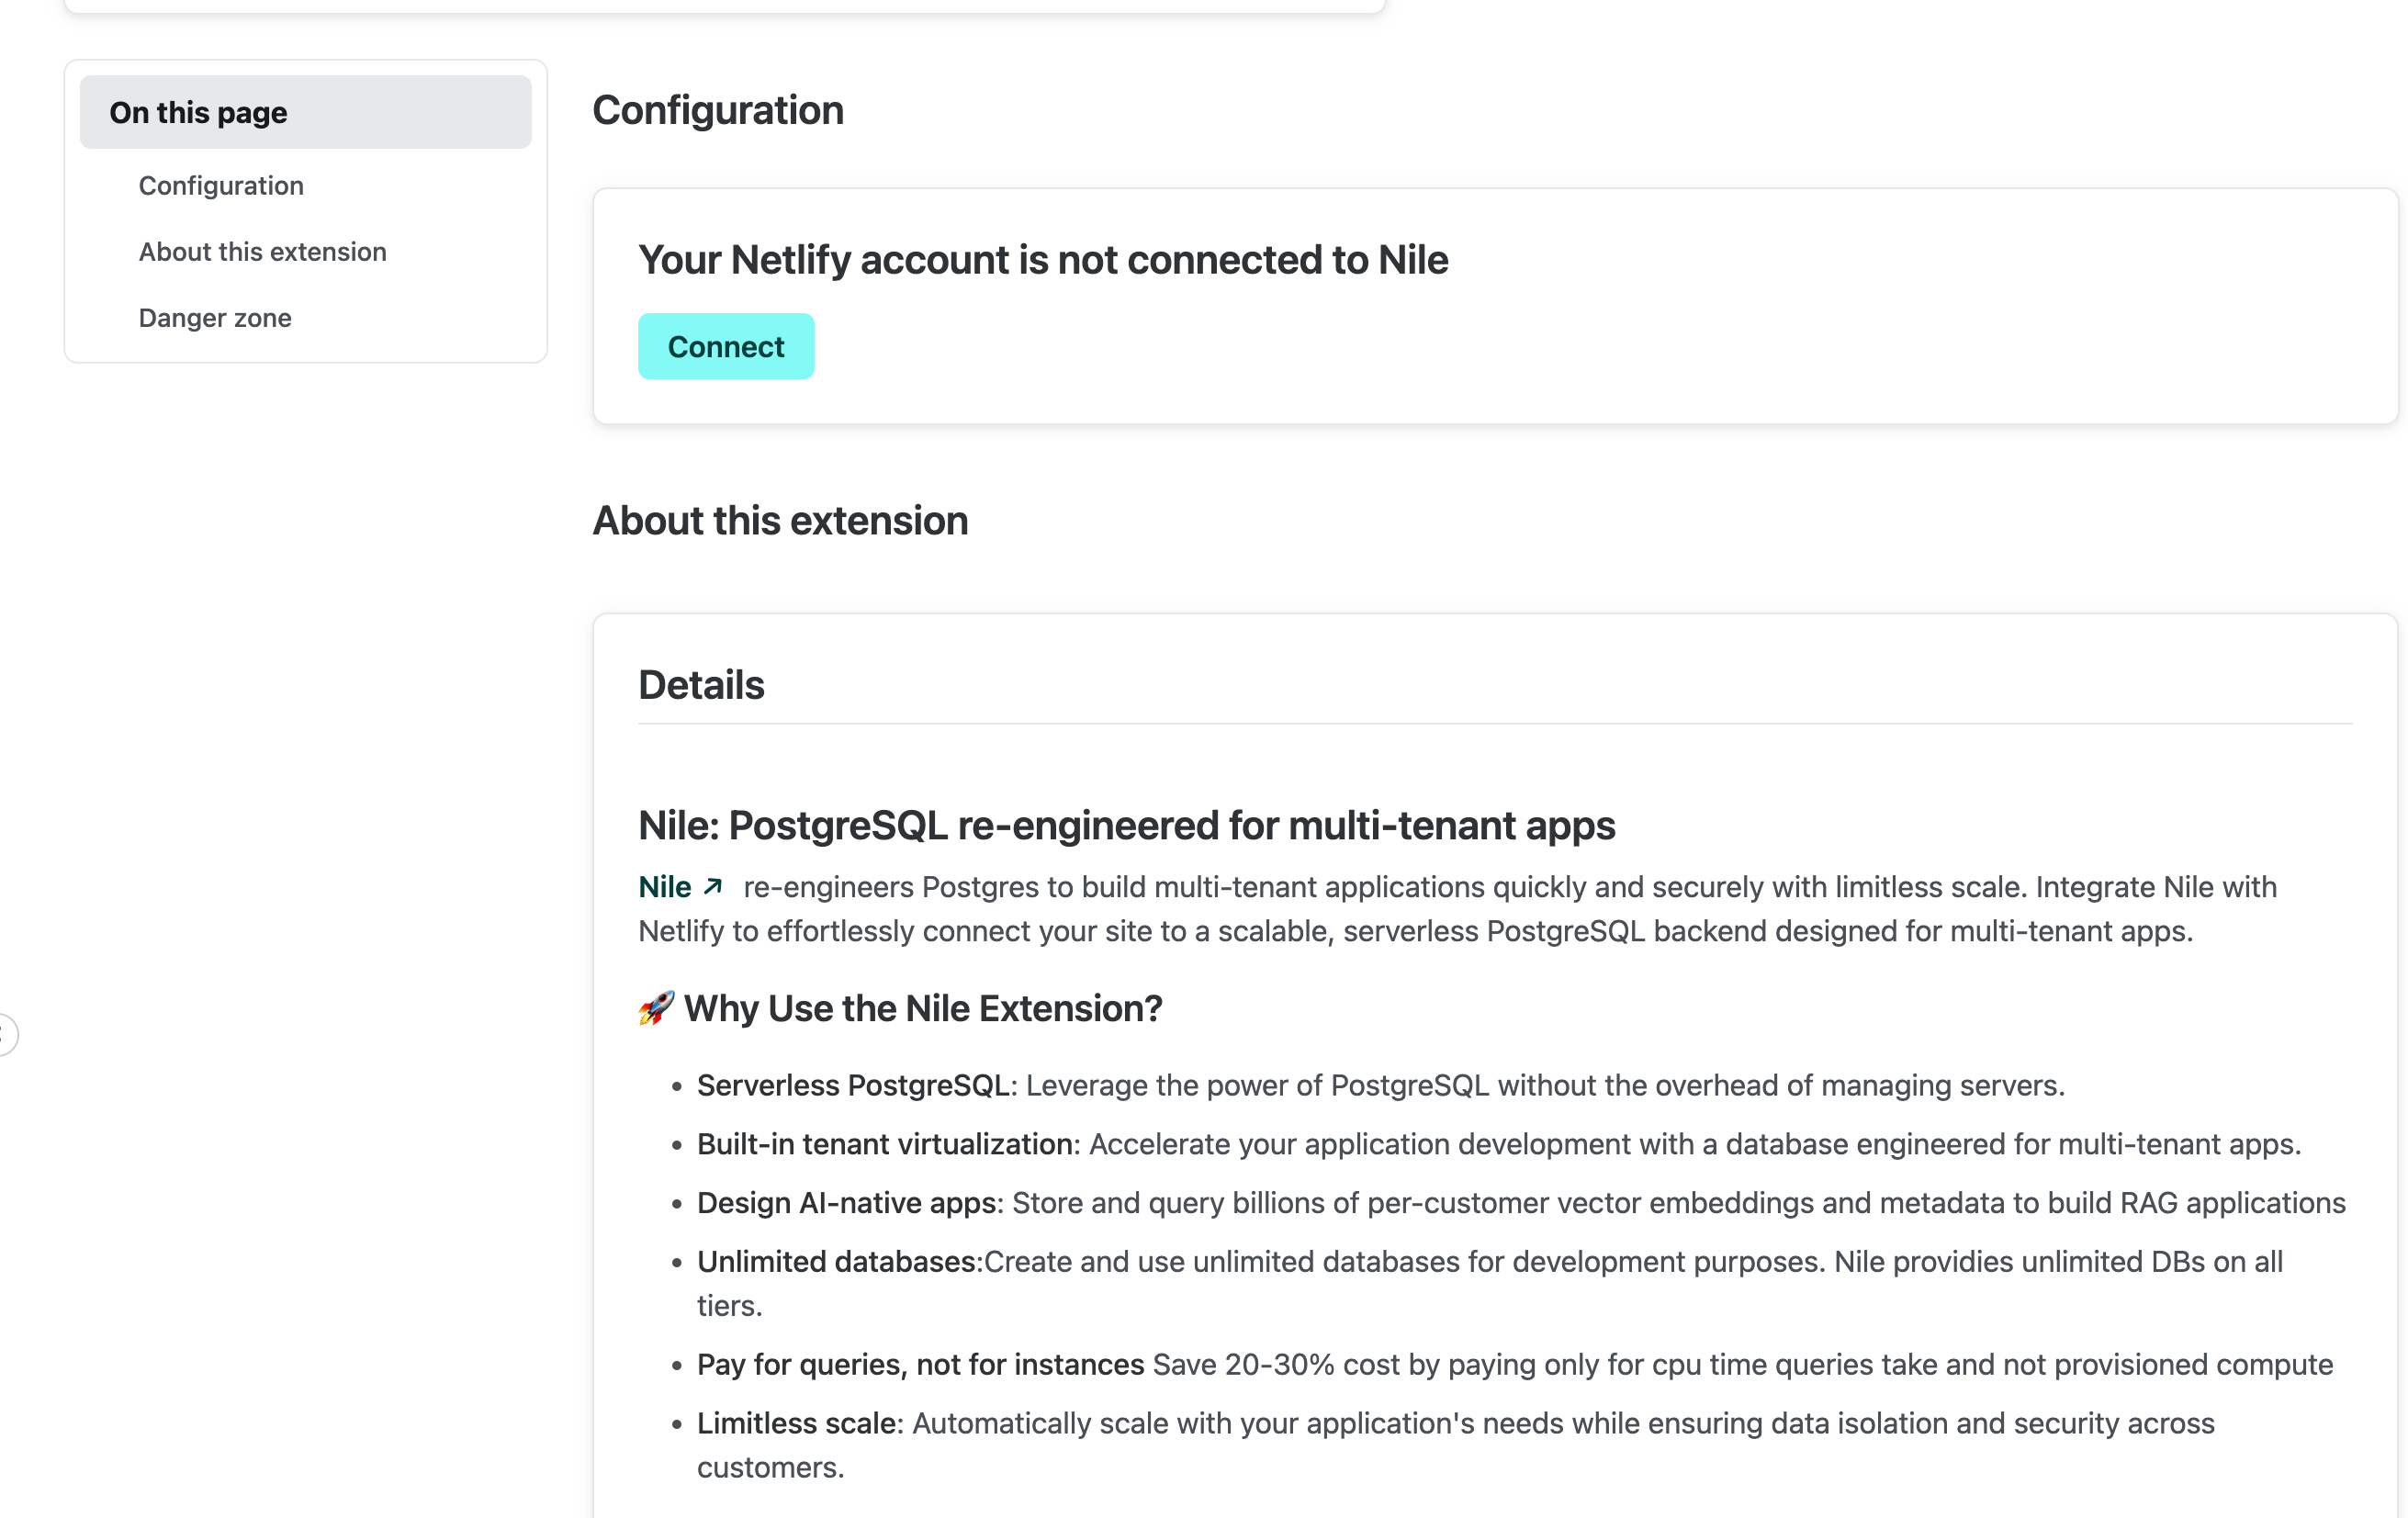 On this page
Configuration
About this extension
Danger zone
Configuration
Your Netlify account is not connected to Nile
Connect
About this extension
Details
Nile: PostgreSQL re-engineered for multi-tenant apps
Nile ↗ re-engineers Postgres to build multi-tenant applications quickly and securely with limitless scale. Integrate Nile with
Netlify to effortlessly connect your site to a scalable, serverless PostgreSQL backend designed for multi-tenant apps.
🚀 Why Use the Nile Extension?
• Serverless PostgreSQL: Leverage the power of PostgreSQL without the overhead of managing servers.
• Built-in tenant virtualization: Accelerate your application development with a database engineered for multi-tenant apps.
• Design AI-native apps: Store and query billions of per-customer vector embeddings and metadata to build RAG applications
• Unlimited databases:Create and use unlimited databases for development purposes. Nile providies unlimited DBs on all
tiers.
• Pay for queries, not for instances Save 20-30% cost by paying only for cpu time queries take and not provisioned compute
• Limitless scale: Automatically scale with your application's needs while ensuring data isolation and security across
customers.